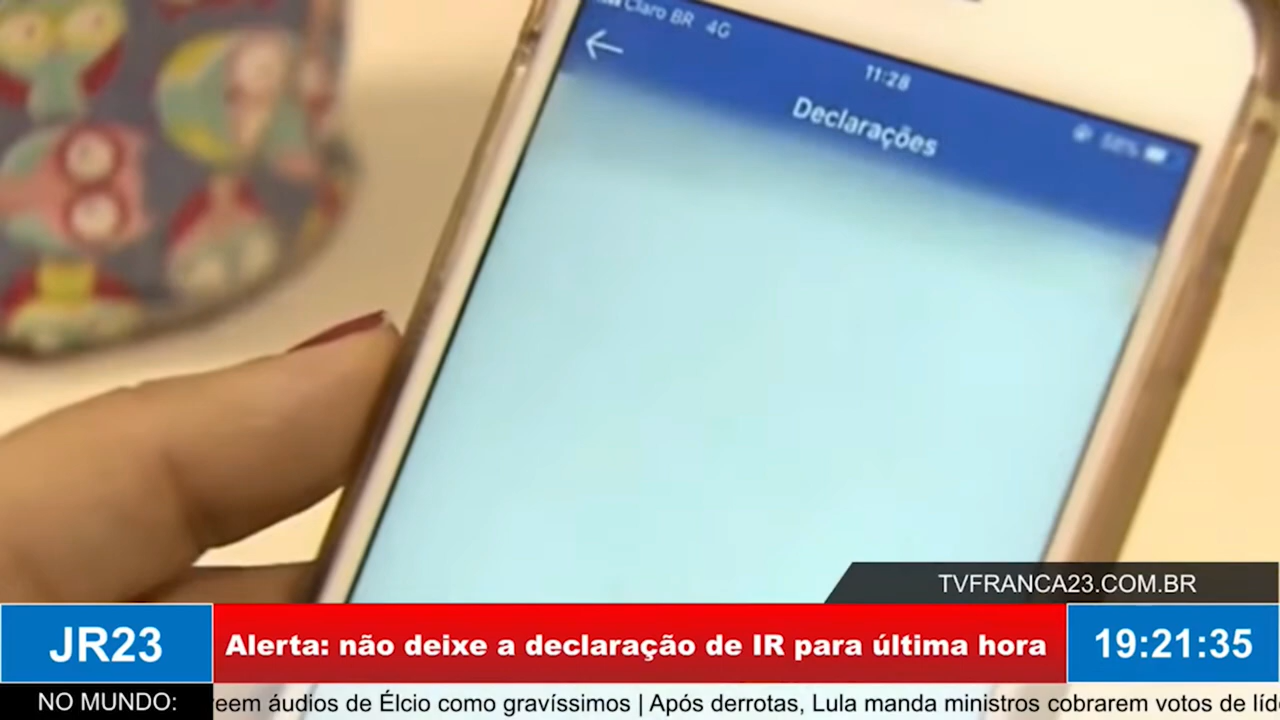 Claro BR 4G
11:28
Declarações
TVFRANCA23.COM.BR
JR23
Alerta: não deixe a declaração de IR para última hora
19:21:35
NO MUNDO:
áudios de Élcio como gravíssimos | Após derrotas, Lula manda ministros cobrarem votos de